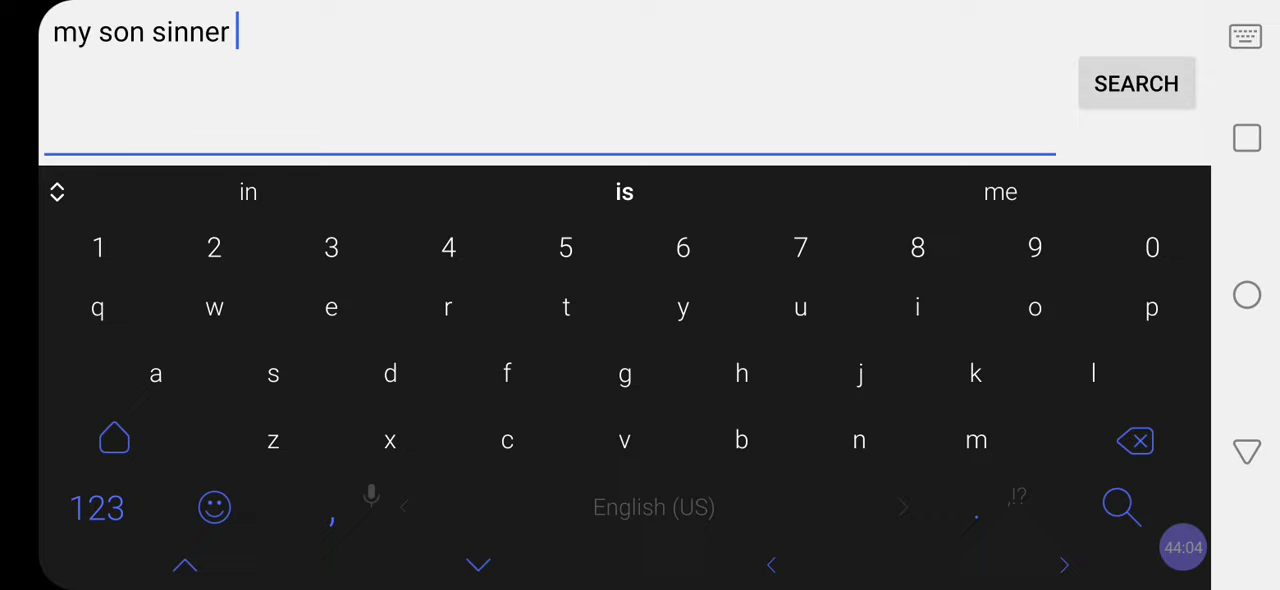 my son sinner
SEARCH
in is me
1 2 3 4 5 6 7 8 9 0
q w e r t y u i o p
a s d f g h j k l
z x c v b n m
123 , English (US) . ,!?
44:04